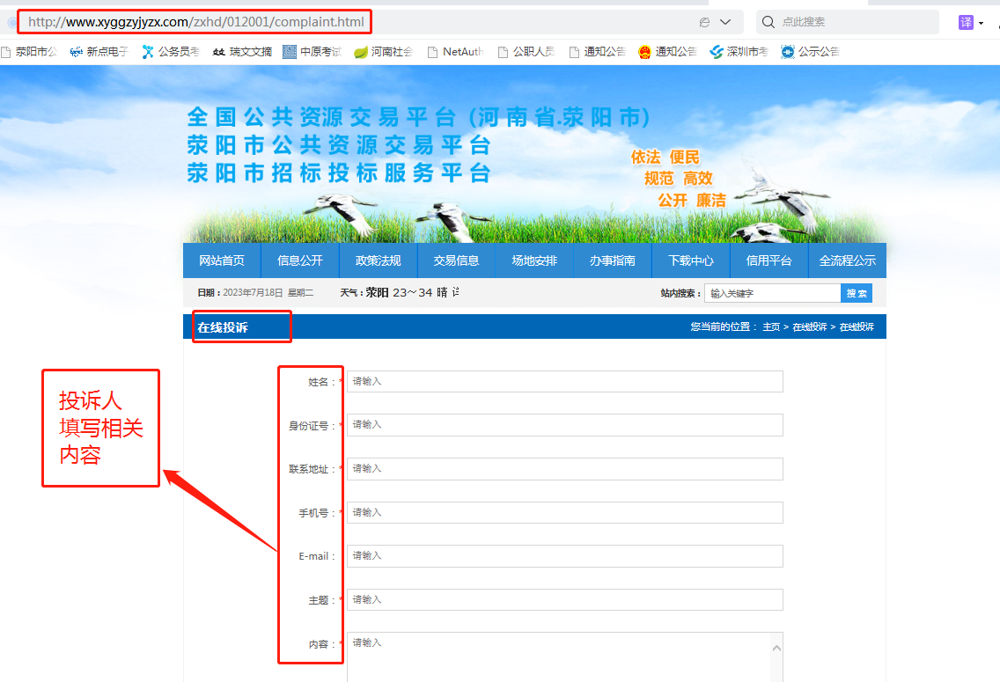 http://www.xyggzyjyzx.com/zxhd/012001/complaint.html
点此搜索
译
荥阳市公
新点电子
公务员考
瑞文文摘
中原考试
河南社会
NetAuth
公职人员
通知公告
通知公告
深圳市考
公示公告
全国公共资源交易平台 (河南省.荥阳市)
荥阳市公共资源交易平台
荥阳市招标投标服务平台
依法 便民
规范 高效
公开 廉洁
网站首页 信息公开 政策法规 交易信息 场地安排 办事指南 下载中心 信用平台 全流程公示
日期：2023年7月18日 星期二 天气：荥阳 23～34 晴
站内搜索： 输入关键字 搜索
在线投诉
您当前的位置： 主页 > 在线投诉 > 在线投诉
投诉人
填写相关
内容
姓名：* 请输入
身份证号：* 请输入
联系地址：* 请输入
手机号：* 请输入
E-mail： 请输入
主题：* 请输入
内容：* 请输入